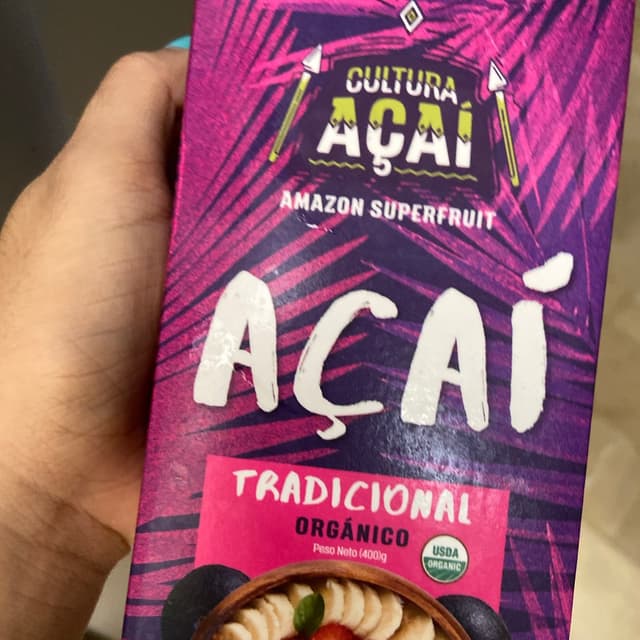 CULTURA
AÇAÍ
AMAZON SUPERFRUIT
AÇAÍ
TRADICIONAL
ORGÁNICO
Peso Neto (400)g
USDA
ORGANIC